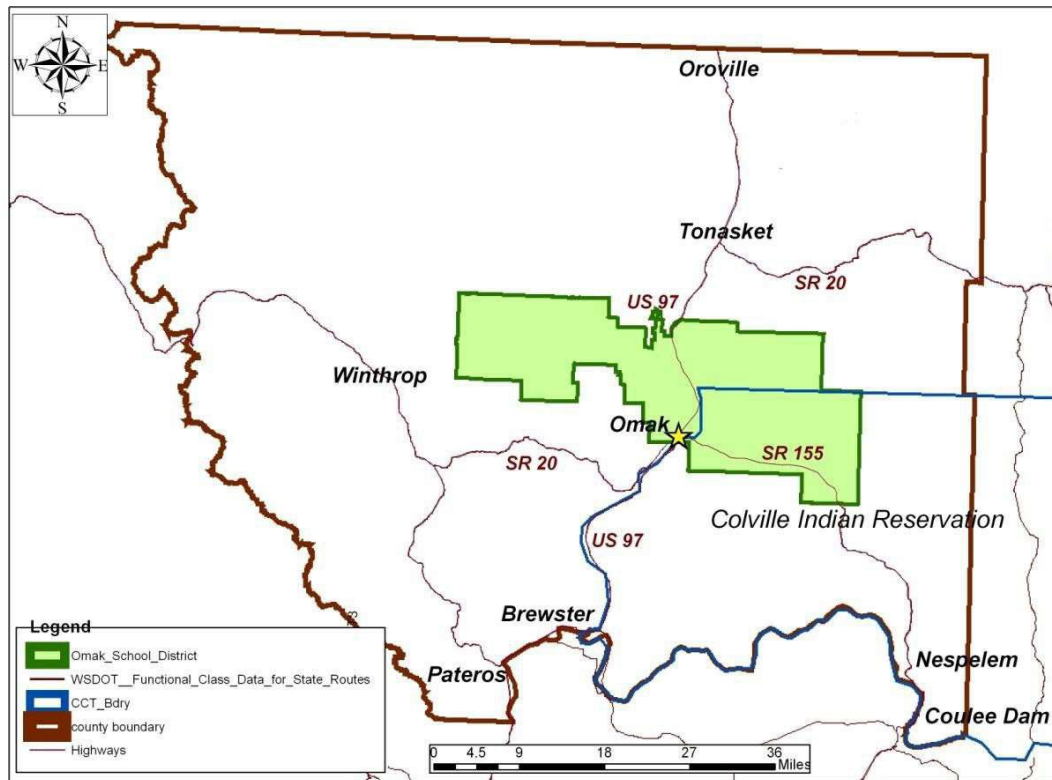 N
W E
S
Oroville
Tonasket
SR 20
US 97
Winthrop
Omak
SR 155
SR 20
Colville Indian Reservation
US 97
Brewster
Nespelem
Pateros
Coulee Dam
Legend
Omak_School_District
WSDOT__Functional_Class_Data_for_State_Routes
CCT_Bdry
county boundary
Highways
0 4.5 9 18 27 36
Miles